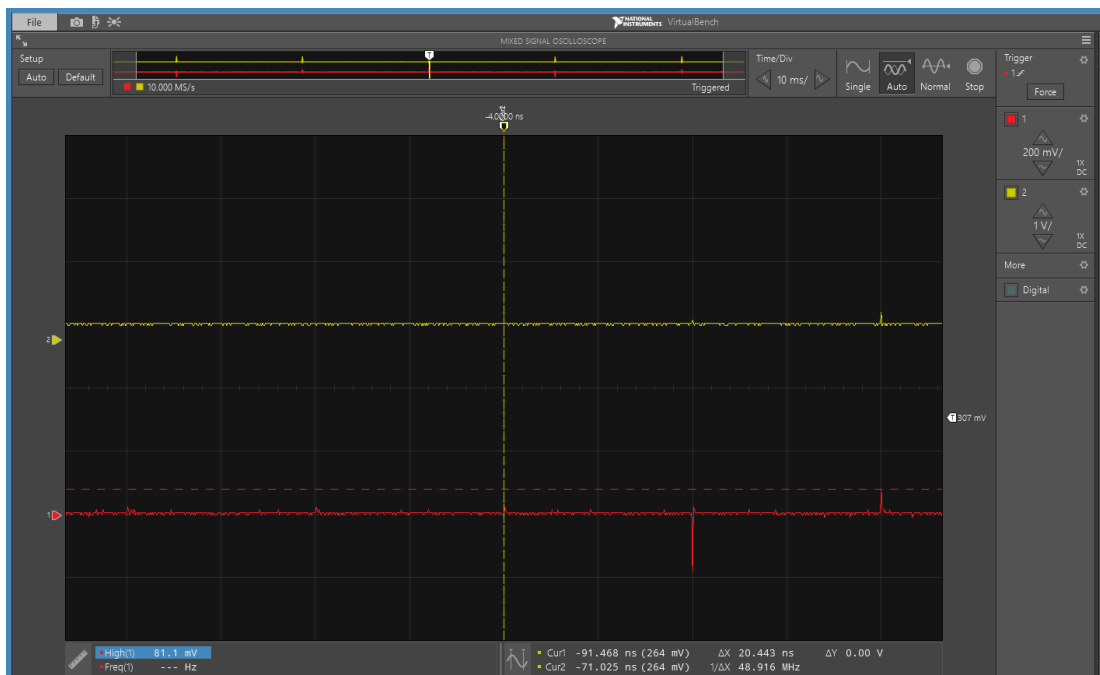 File
NATIONAL INSTRUMENTS VirtualBench
MIXED SIGNAL OSCILLOSCOPE
Setup
Auto Default
T
10.000 MS/s Triggered
Time/Div
10 ms/
Single Auto Normal Stop
Trigger
1
Force
-4.0000 ns
T
1
200 mV/
1X
DC
2
1 V/
1X
DC
More
Digital
2
T 307 mV
1
High(1) 81.1 mV
Freq(1) --- Hz
Cur1 -91.468 ns (264 mV) ΔX 20.443 ns ΔY 0.00 V
Cur2 -71.025 ns (264 mV) 1/ΔX 48.916 MHz